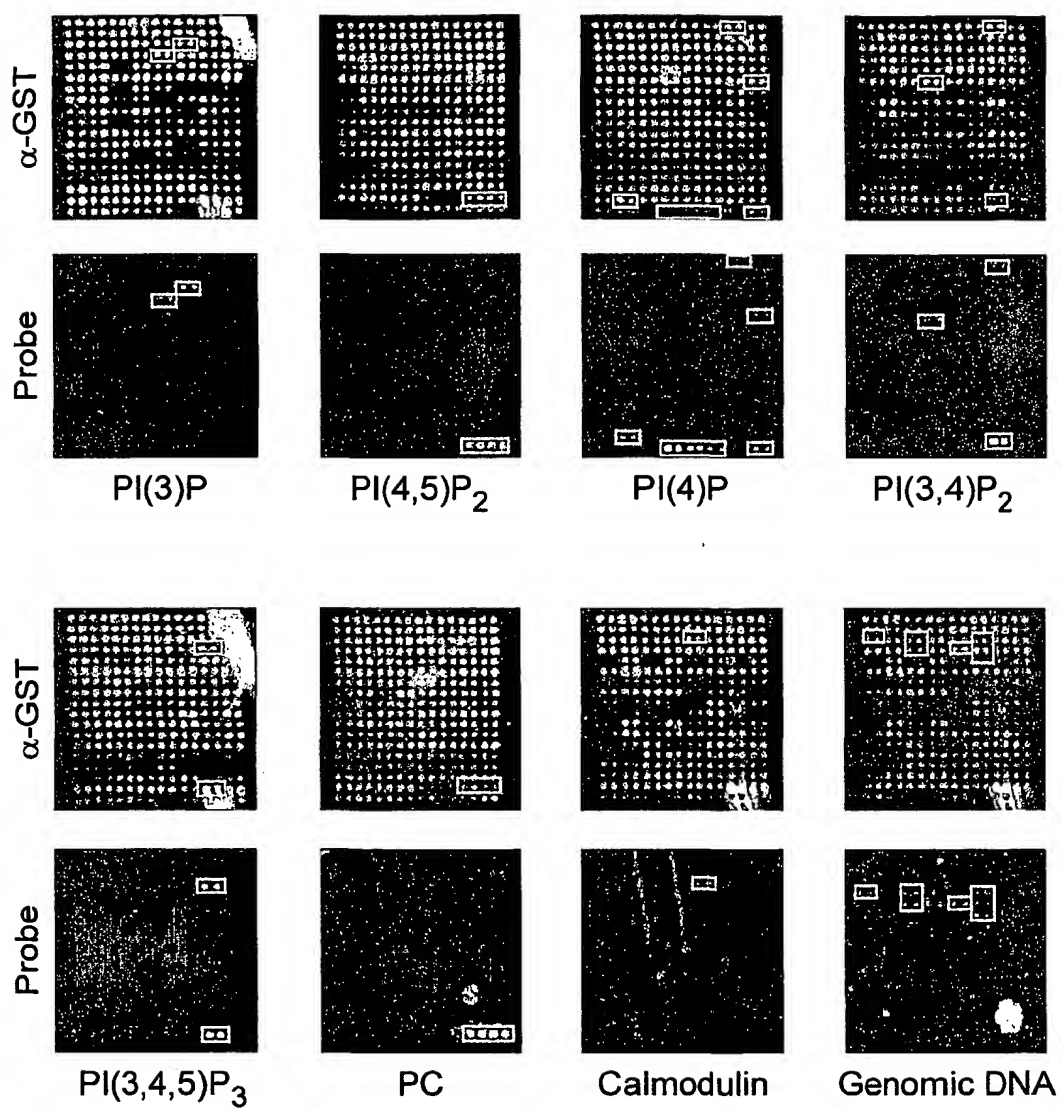 α-GST
Probe
PI(3)P PI(4,5)P₂ PI(4)P PI(3,4)P₂
α-GST
Probe
PI(3,4,5)P₃ PC Calmodulin Genomic DNA